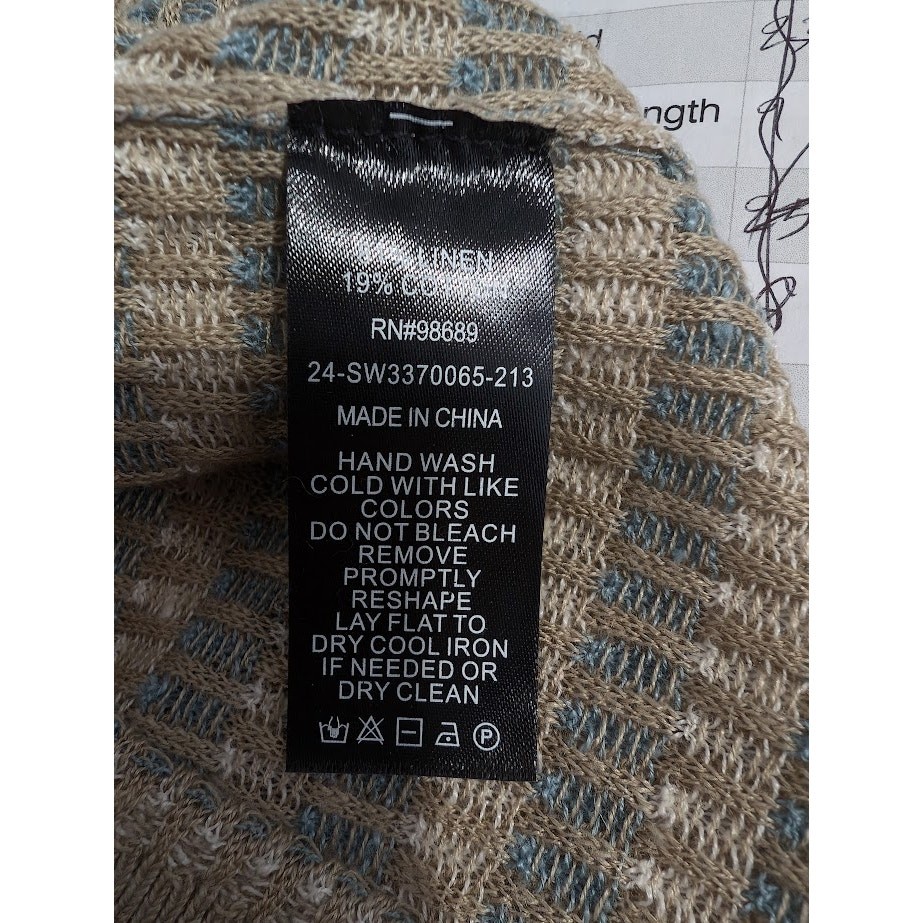 ngth
LINEN
19%
RN#98689
24-SW3370065-213
MADE IN CHINA
HAND WASH
COLD WITH LIKE
COLORS
DO NOT BLEACH
REMOVE
PROMPTLY
RESHAPE
LAY FLAT TO
DRY COOL IRON
IF NEEDED OR
DRY CLEAN
P